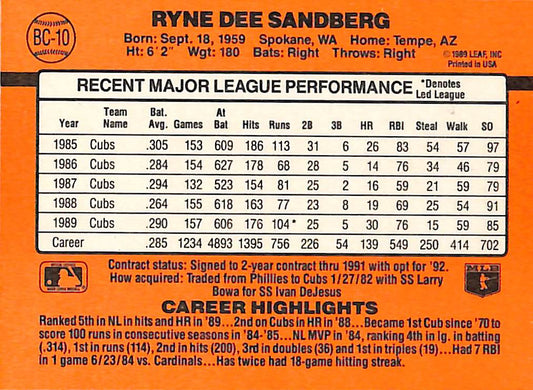 BC-10
RYNE DEE SANDBERG
Born: Sept. 18, 1959 Spokane, WA Home: Tempe, AZ
Ht: 6'2" Wgt: 180 Bats: Right Throws: Right
© 1989 LEAF, INC
Printed in USA
RECENT MAJOR LEAGUE PERFORMANCE *Denotes Led League
Year Team Name Bat. Avg. Games At Bat Hits Runs 2B 3B HR RBI Steal Walk SO
1985 Cubs .305 153 609 186 113 31 6 26 83 54 57 97
1986 Cubs .284 154 627 178 68 28 5 14 76 34 46 79
1987 Cubs .294 132 523 154 81 25 2 16 59 21 59 79
1988 Cubs .264 155 618 163 77 23 8 19 69 25 54 91
1989 Cubs .290 157 606 176 104* 25 5 30 76 15 59 85
Career .285 1234 4893 1395 756 226 54 139 549 250 414 702
Contract status: Signed to 2-year contract thru 1991 with opt for '92.
How acquired: Traded from Phillies to Cubs 1/27/82 with SS Larry
Bowa for SS Ivan DeJesus
MLB
CAREER HIGHLIGHTS
Ranked 5th in NL in hits and HR in '89...2nd on Cubs in HR in '88...Became 1st Cub since '70 to
score 100 runs in consecutive seasons in '84-'85...NL MVP in '84, ranking 4th in lg. in batting
(.314), 1st in runs (114), 2nd in hits (200), 3rd in doubles (36) and 1st in triples (19)...Had 7 RBI
in 1 game 6/23/84 vs. Cardinals...Has twice had 18-game hitting streak.